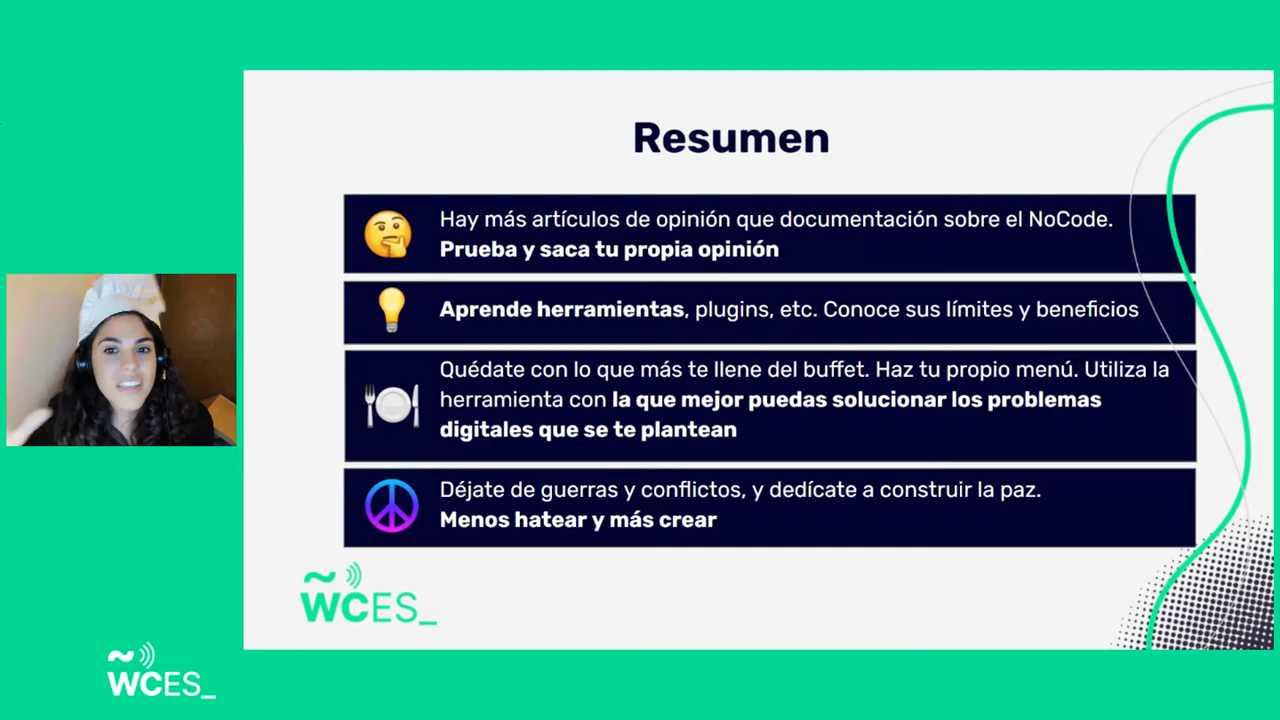 Resumen
Hay más artículos de opinión que documentación sobre el NoCode.
Prueba y saca tu propia opinión
Aprende herramientas, plugins, etc. Conoce sus límites y beneficios
Quédate con lo que más te llene del buffet. Haz tu propio menú. Utiliza la
herramienta con la que mejor puedas solucionar los problemas
digitales que se te plantean
Déjate de guerras y conflictos, y dedícate a construir la paz.
Menos hatear y más crear
WCES_
WCES_